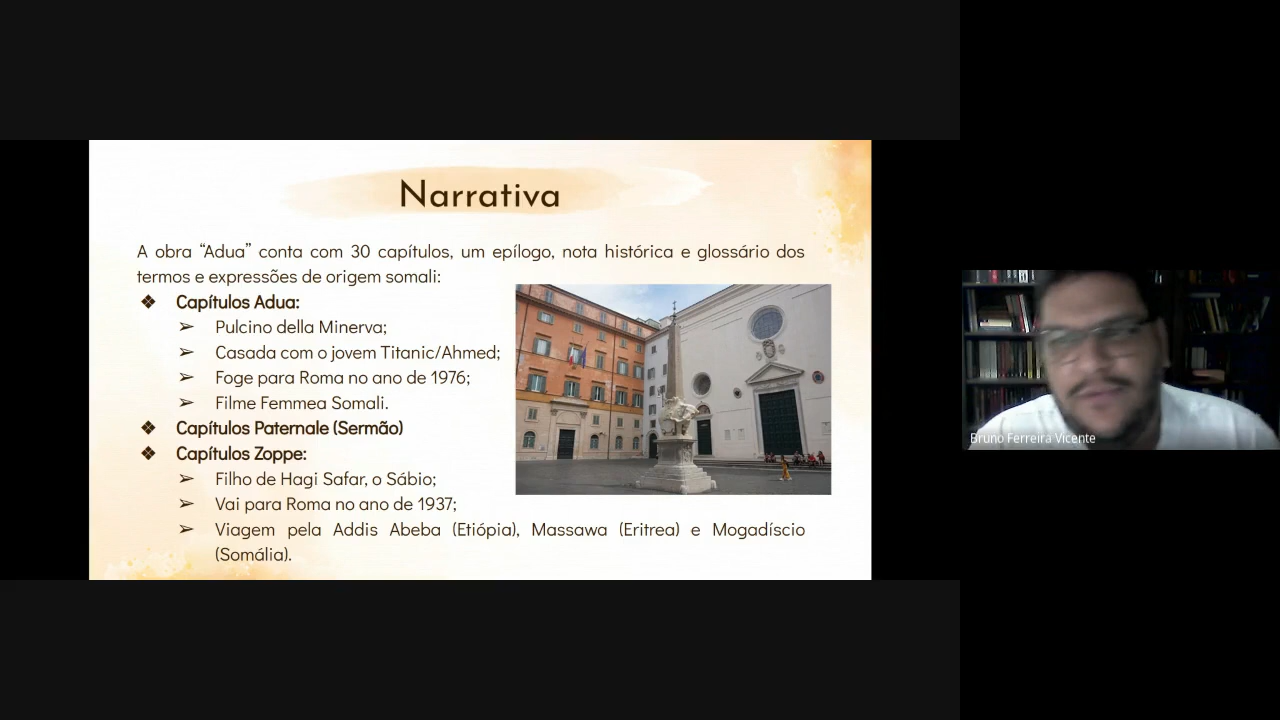 Narrativa
A obra “Adua” conta com 30 capítulos, um epílogo, nota histórica e glossário dos
termos e expressões de origem somali:
❖ Capítulos Adua:
➢ Pulcino della Minerva;
➢ Casada com o jovem Titanic/Ahmed;
➢ Foge para Roma no ano de 1976;
➢ Filme Femmea Somali.
❖ Capítulos Paternale (Sermão)
❖ Capítulos Zoppe:
➢ Filho de Hagi Safar, o Sábio;
➢ Vai para Roma no ano de 1937;
➢ Viagem pela Addis Abeba (Etiópia), Massawa (Eritrea) e Mogadíscio
(Somália).
Bruno Ferreira Vicente